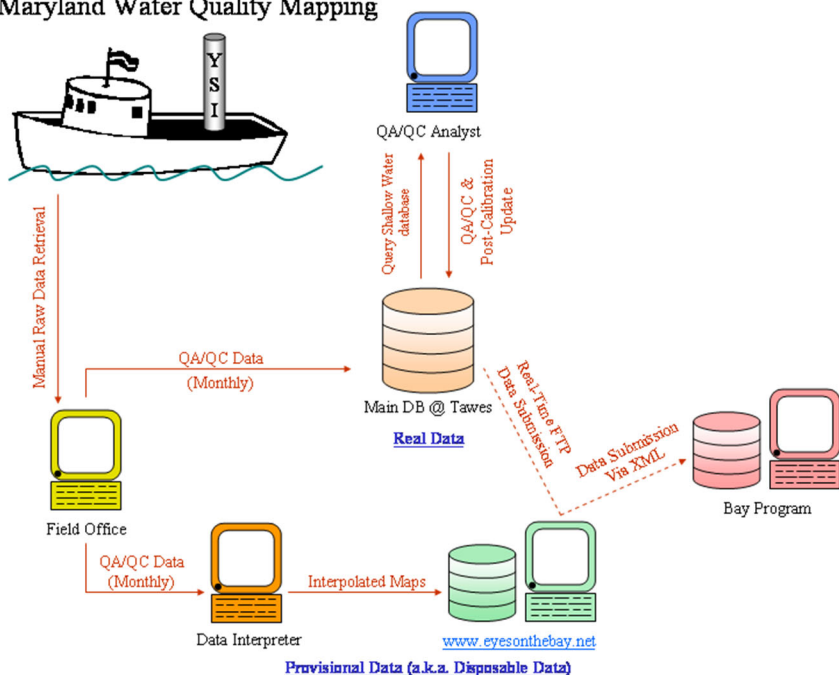 Maryland Water Quality Mapping
Y
S
I
QA/QC Analyst
Manual Raw Data Retrieval
Query Shallow Water
database
QA/QC &
Post-Calibration
Update
QA/QC Data
(Monthly)
Main DB @ Tawes
Real Data
Real-Time FTP
Data Submission
Data Submission
Via XML
Bay Program
Field Office
QA/QC Data
(Monthly)
Interpolated Maps
Data Interpreter
www.eyesonthebay.net
Provisional Data (a.k.a. Disposable Data)